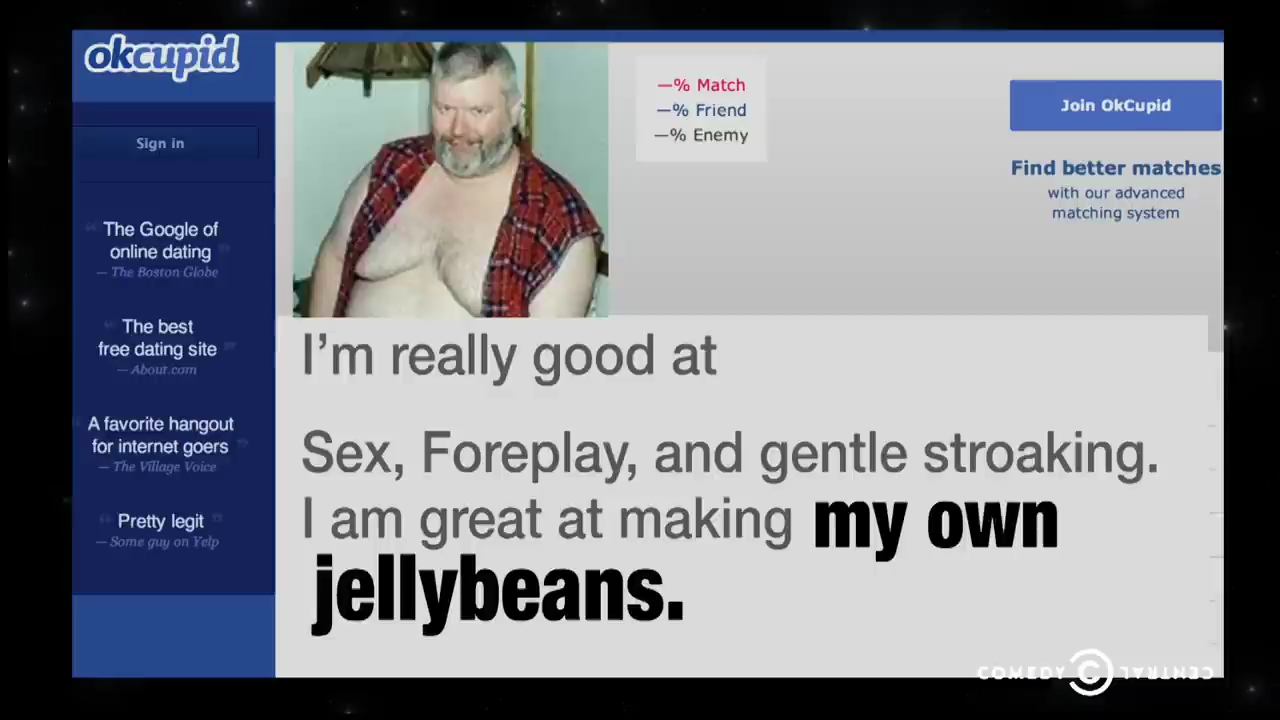 okcupid
Sign in
“ The Google of
online dating ”
— The Boston Globe
“ The best
free dating site ”
— About.com
“ A favorite hangout
for internet goers ”
— The Village Voice
“ Pretty legit ”
— Some guy on Yelp
—% Match
—% Friend
—% Enemy
Join OkCupid
Find better matches
with our advanced
matching system
I'm really good at
Sex, Foreplay, and gentle stroaking.
I am great at making my own
jellybeans.
COMEDY CENTRAL